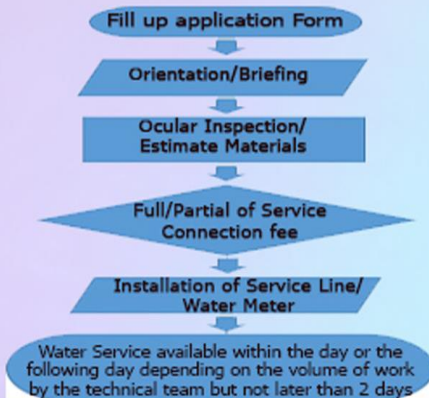 Fill up application Form
Orientation/Briefing
Ocular Inspection/
Estimate Materials
Full/Partial of Service
Connection fee
Installation of Service Line/
Water Meter
Water Service available within the day or the
following day depending on the volume of work
by the technical team but not later than 2 days